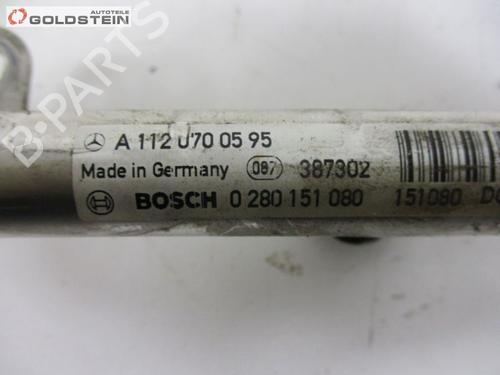 GOLDSTEIN
AUTOTEILE
A 112 070 05 95
Made in Germany 087 387302
BOSCH 0 280 151 080 151080
B-PARTS